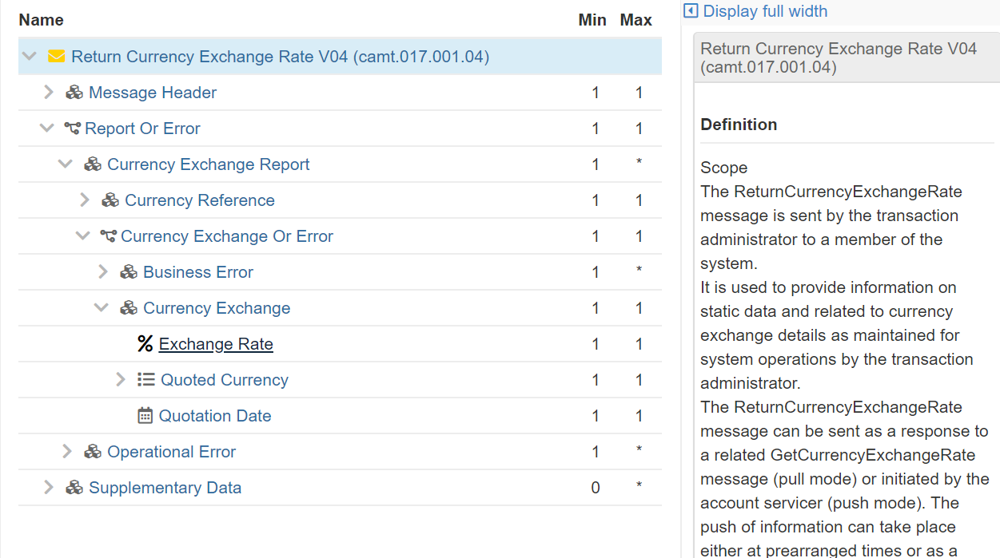 Name Min Max
Return Currency Exchange Rate V04 (camt.017.001.04)
Message Header 1 1
Report Or Error 1 1
Currency Exchange Report 1 *
Currency Reference 1 1
Currency Exchange Or Error 1 1
Business Error 1 *
Currency Exchange 1 1
Exchange Rate 1 1
Quoted Currency 1 1
Quotation Date 1 1
Operational Error 1 *
Supplementary Data 0 *
Display full width
Return Currency Exchange Rate V04
(camt.017.001.04)
Definition
Scope
The ReturnCurrencyExchangeRate
message is sent by the transaction
administrator to a member of the
system.
It is used to provide information on
static data and related to currency
exchange details as maintained for
system operations by the transaction
administrator.
The ReturnCurrencyExchangeRate
message can be sent as a response to
a related GetCurrencyExchangeRate
message (pull mode) or initiated by the
account servicer (push mode). The
push of information can take place
either at prearranged times or as a